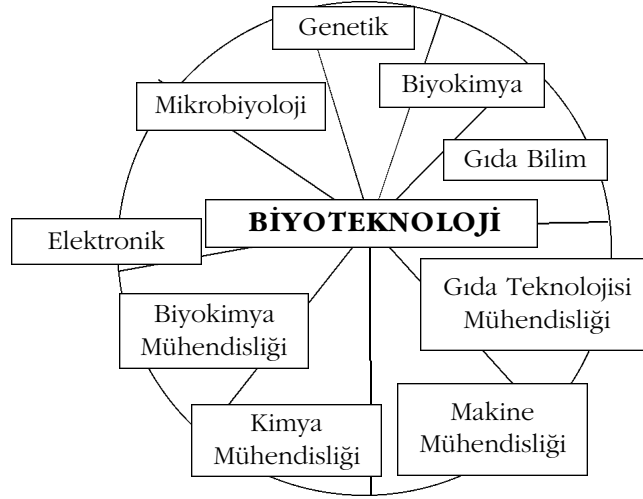 Genetik
Biyokimya
Mikrobiyoloji
Gıda Bilim
BİYOTEKNOLOJİ
Elektronik
Gıda Teknolojisi
Mühendisliği
Biyokimya
Mühendisliği
Makine
Mühendisliği
Kimya
Mühendisliği